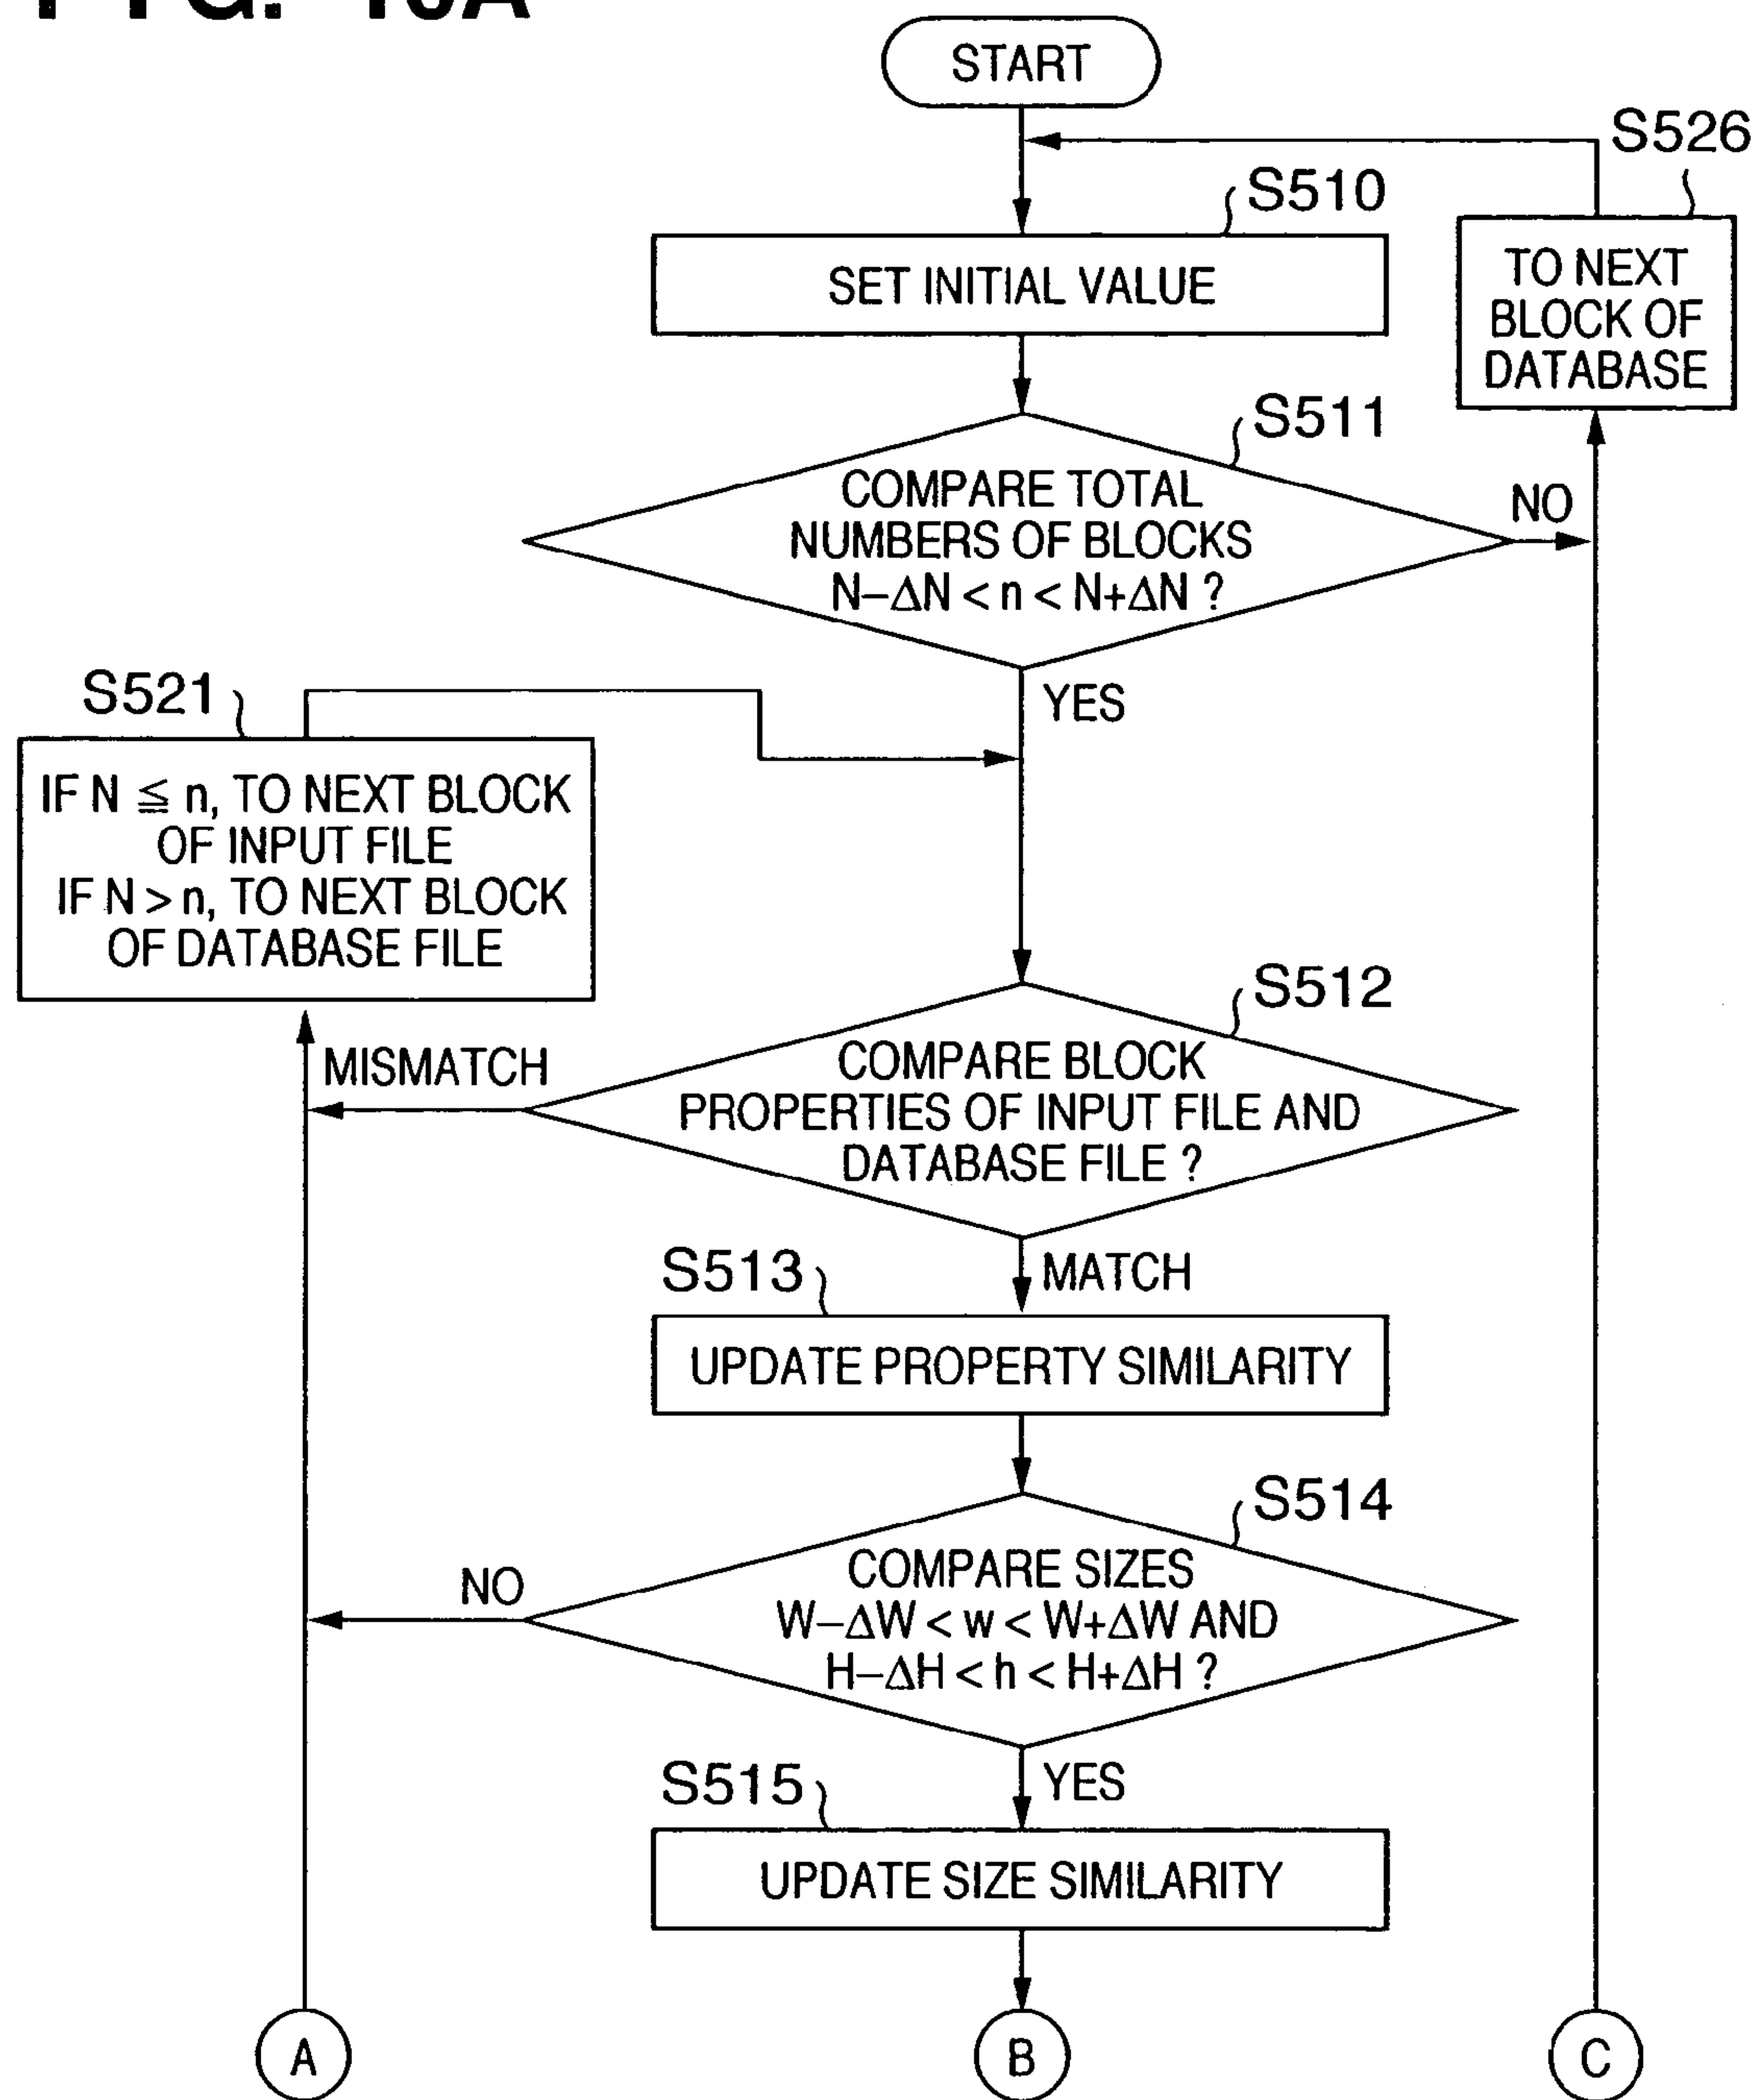 START
S526
S510
SET INITIAL VALUE
TO NEXT
BLOCK OF
DATABASE
S511
COMPARE TOTAL
NUMBERS OF BLOCKS
N−ΔN < n < N+ΔN ?
NO
YES
S521
IF N ≦ n, TO NEXT BLOCK
OF INPUT FILE
IF N > n, TO NEXT BLOCK
OF DATABASE FILE
S512
COMPARE BLOCK
PROPERTIES OF INPUT FILE AND
DATABASE FILE ?
MISMATCH
MATCH
S513
UPDATE PROPERTY SIMILARITY
S514
COMPARE SIZES
W−ΔW < w < W+ΔW AND
H−ΔH < h < H+ΔH ?
NO
YES
S515
UPDATE SIZE SIMILARITY
A
B
C